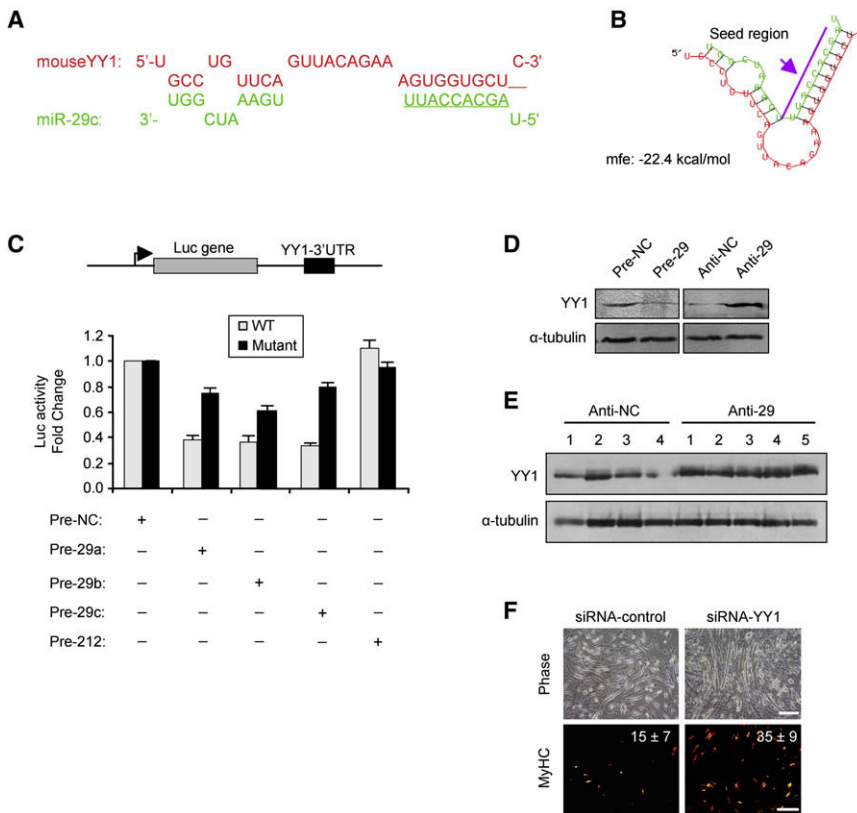 A
mouseYY1: 5'-U UG GUUACAGAA C-3'
GCC UUCA AGUGGUGCU__
UGG AAGU UUACCACGA
miR-29c: 3'- CUA U-5'
B
Seed region
5'
mfe: -22.4 kcal/mol
C
Luc gene YY1-3'UTR
WT
Mutant
Luc activity
Fold Change
1.2
1.0
0.8
0.6
0.4
0.2
0.0
Pre-NC: + – – – –
Pre-29a: – + – – –
Pre-29b: – – + – –
Pre-29c: – – – + –
Pre-212: – – – – +
D
Pre-NC Pre-29 Anti-NC Anti-29
YY1
α-tubulin
E
Anti-NC Anti-29
1 2 3 4 1 2 3 4 5
YY1
α-tubulin
F
siRNA-control siRNA-YY1
Phase
MyHC
15 ± 7 35 ± 9